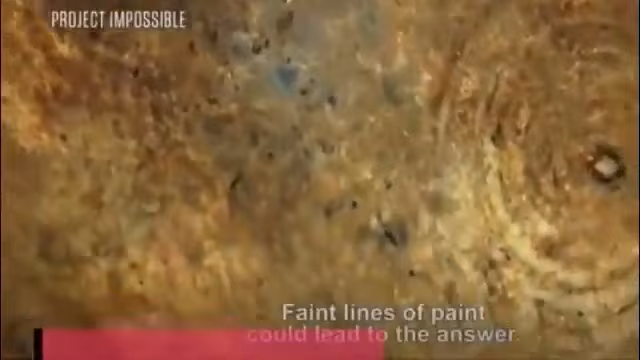 PROJECT IMPOSSIBLE
Faint lines of paint
could lead to the answer